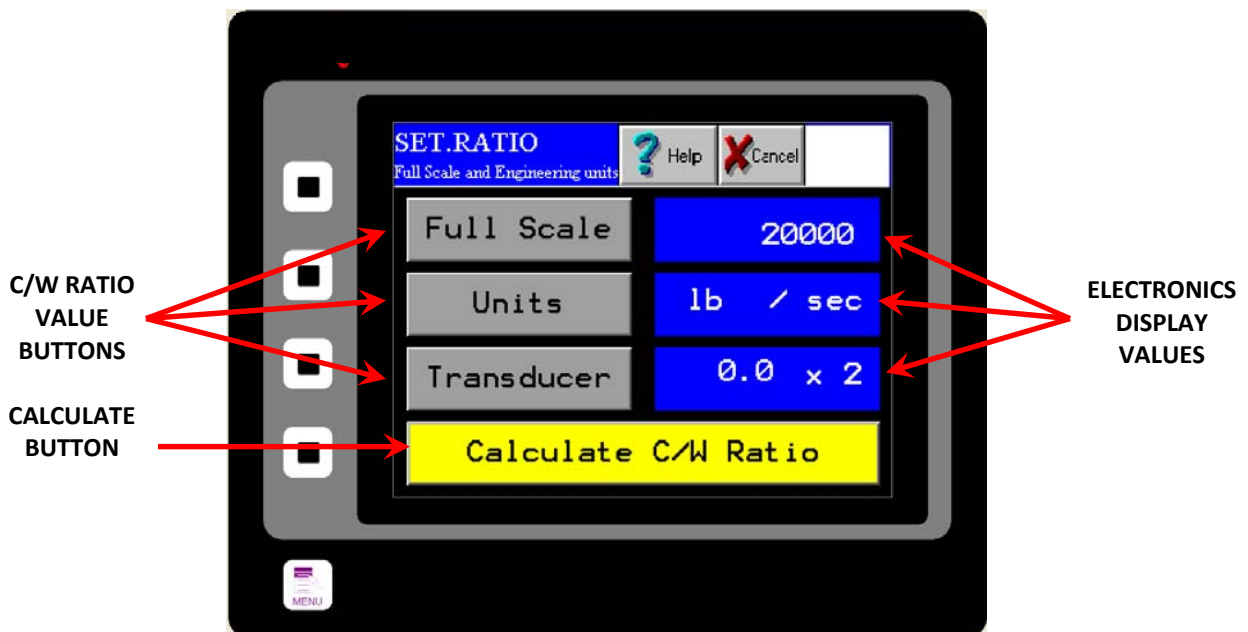 SET.RATIO
Full Scale and Engineering units
Help
Cancel
Full Scale
20000
Units
lb / sec
Transducer
0.0 x 2
Calculate C/W Ratio
C/W RATIO
VALUE
BUTTONS
CALCULATE
BUTTON
ELECTRONICS
DISPLAY
VALUES
MENU